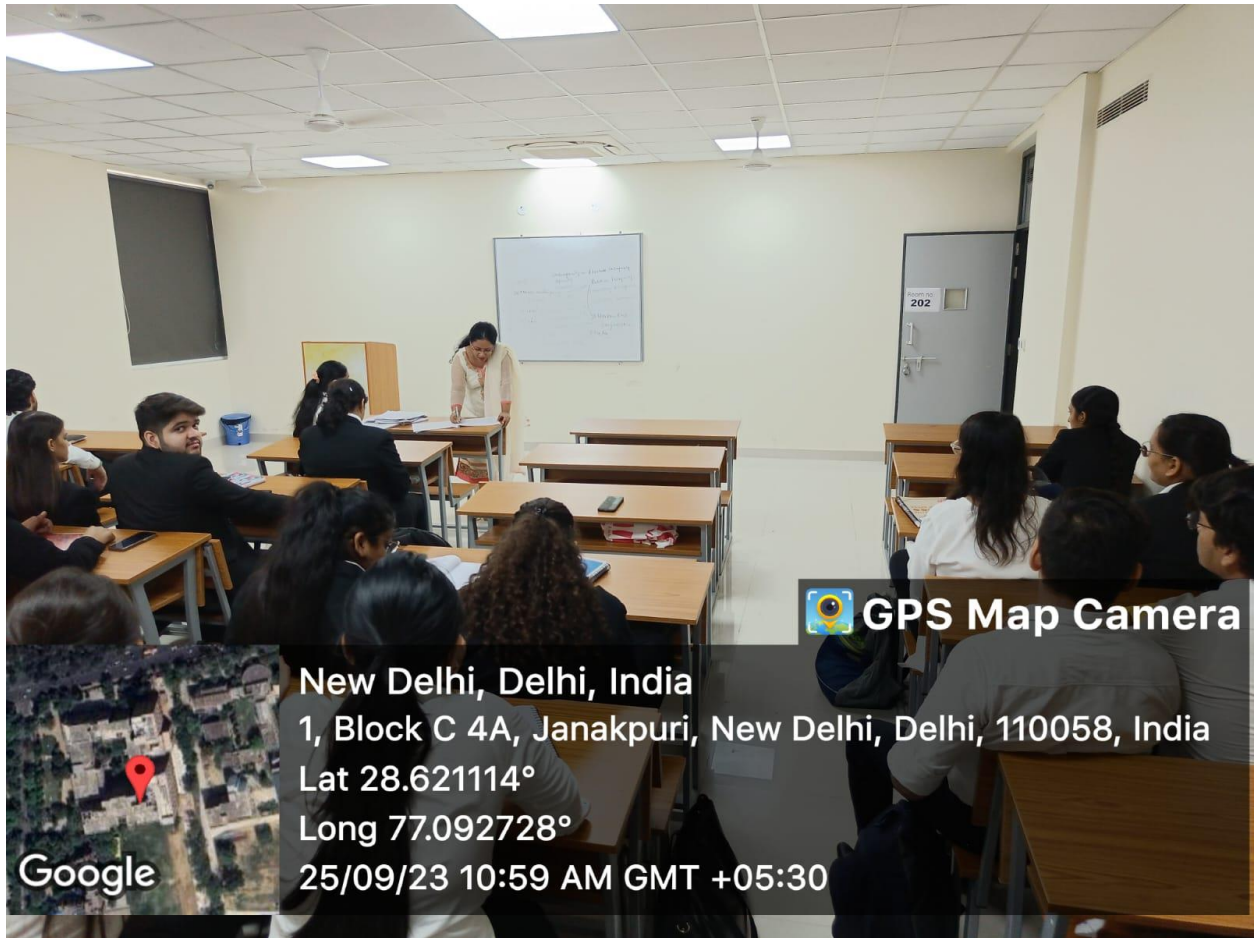 Room no.
202
GPS Map Camera
New Delhi, Delhi, India
1, Block C 4A, Janakpuri, New Delhi, Delhi, 110058, India
Lat 28.621114°
Long 77.092728°
25/09/23 10:59 AM GMT +05:30
Google